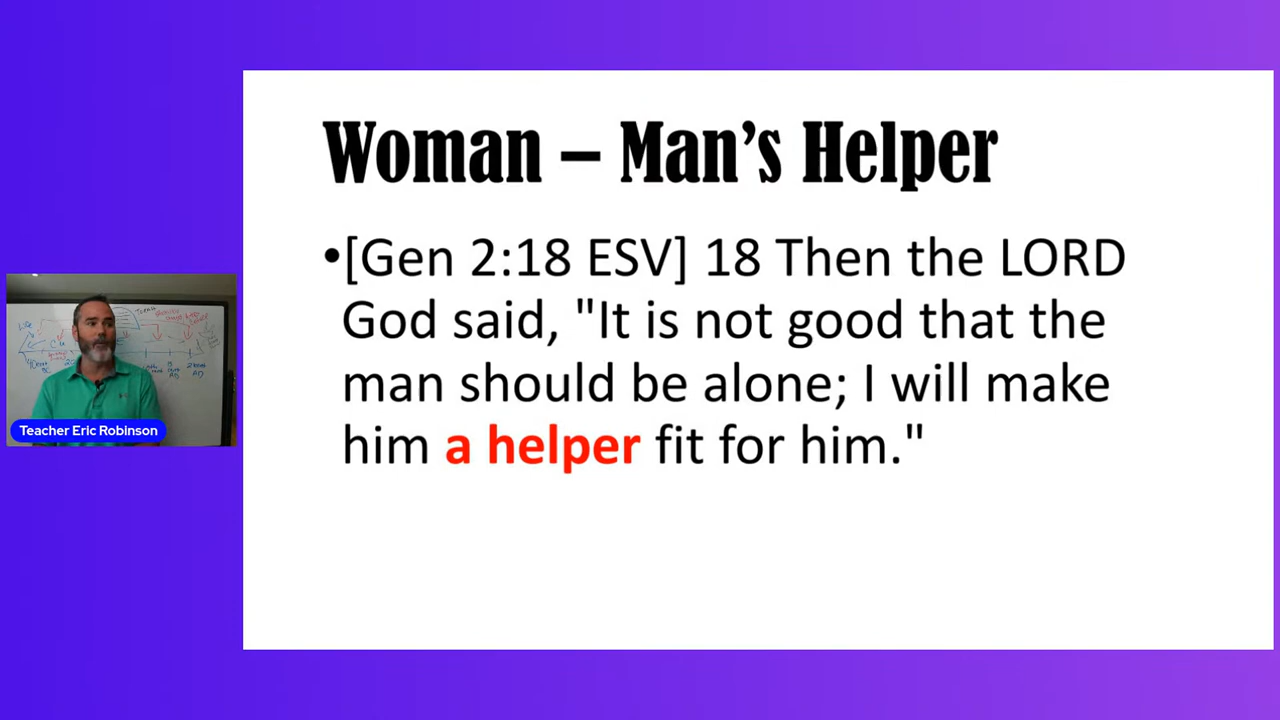 Woman – Man's Helper
•[Gen 2:18 ESV] 18 Then the LORD
God said, "It is not good that the
man should be alone; I will make
him a helper fit for him."
Teacher Eric Robinson